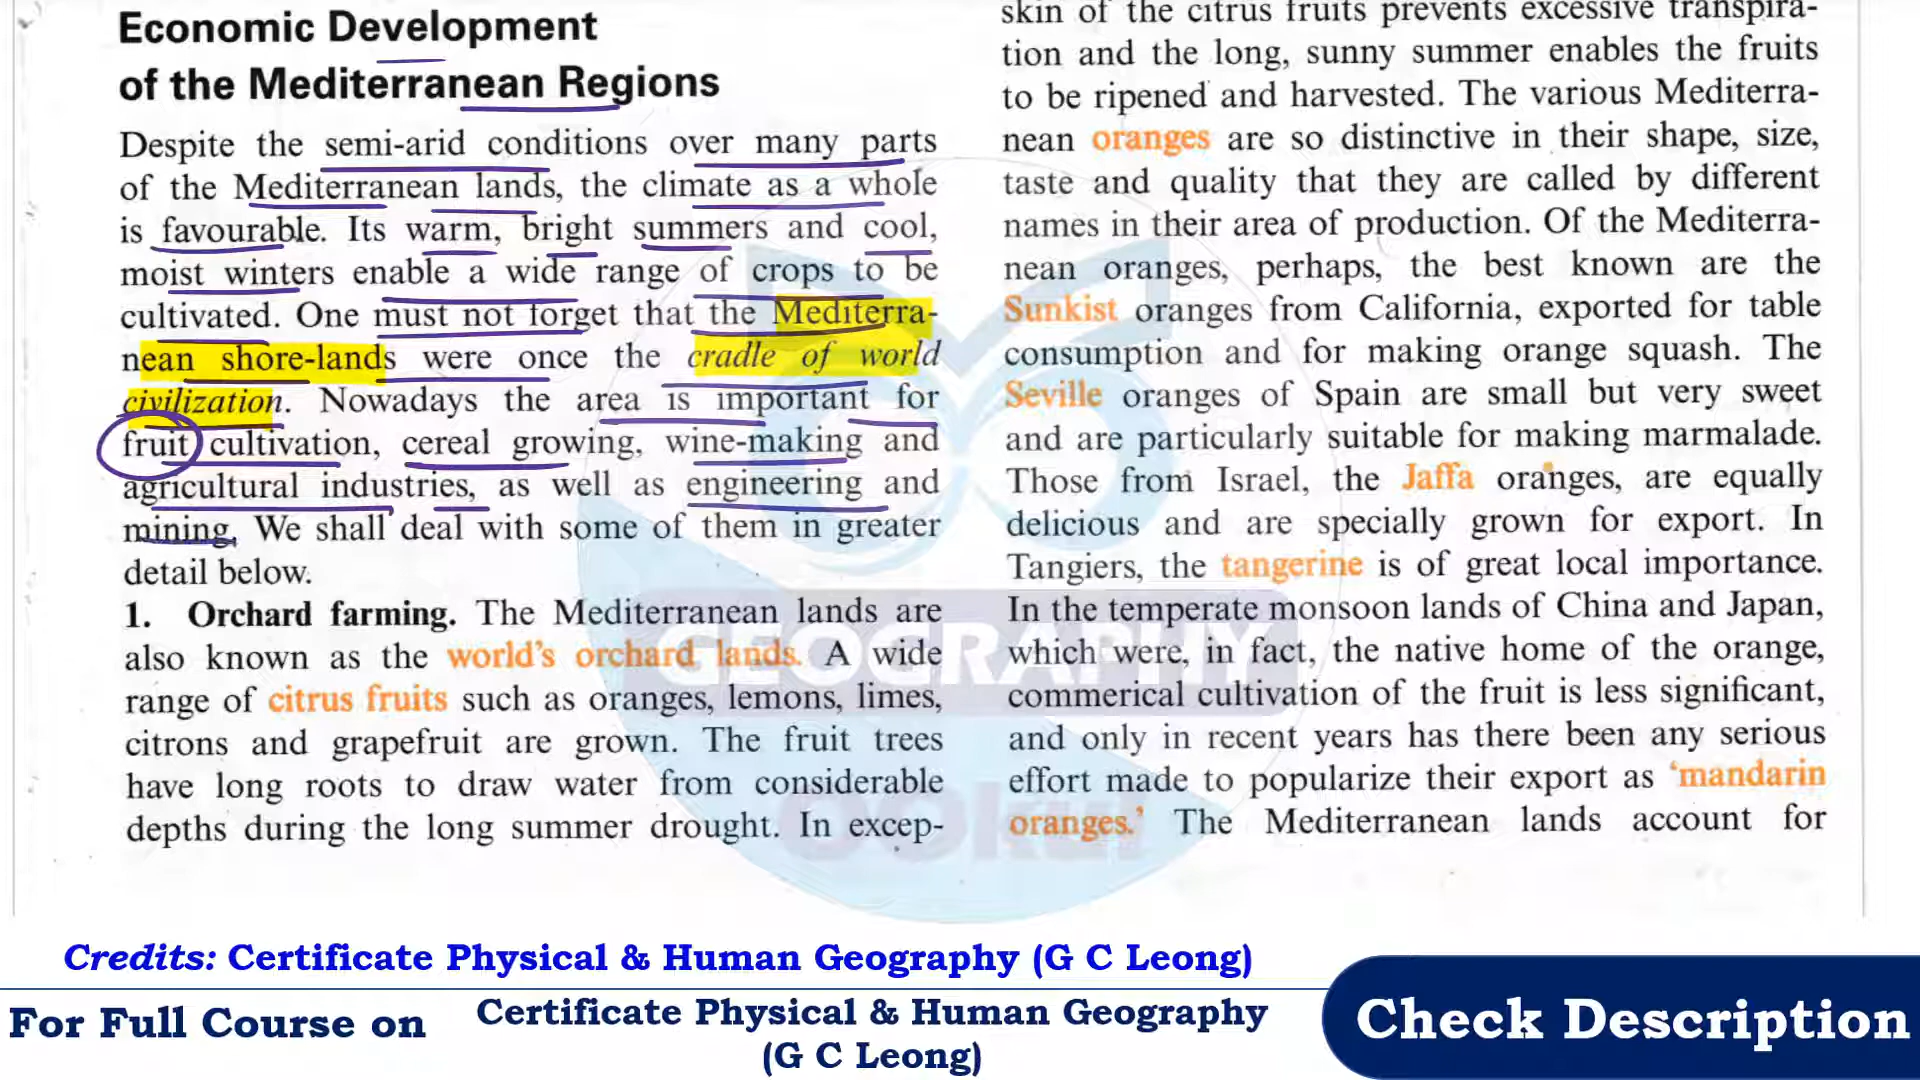 Economic Development
of the Mediterranean Regions
Despite the semi-arid conditions over many parts
of the Mediterranean lands, the climate as a whole
is favourable. Its warm, bright summers and cool,
moist winters enable a wide range of crops to be
cultivated. One must not forget that the Mediterra-
nean shore-lands were once the cradle of world
civilization. Nowadays the area is important for
fruit cultivation, cereal growing, wine-making and
agricultural industries, as well as engineering and
mining. We shall deal with some of them in greater
detail below.
1. Orchard farming. The Mediterranean lands are
also known as the world's orchard lands. A wide
range of citrus fruits such as oranges, lemons, limes,
citrons and grapefruit are grown. The fruit trees
have long roots to draw water from considerable
depths during the long summer drought. In excep-
skin of the citrus fruits prevents excessive transpira-
tion and the long, sunny summer enables the fruits
to be ripened and harvested. The various Mediterra-
nean oranges are so distinctive in their shape, size,
taste and quality that they are called by different
names in their area of production. Of the Mediterra-
nean oranges, perhaps, the best known are the
Sunkist oranges from California, exported for table
consumption and for making orange squash. The
Seville oranges of Spain are small but very sweet
and are particularly suitable for making marmalade.
Those from Israel, the Jaffa oranges, are equally
delicious and are specially grown for export. In
Tangiers, the tangerine is of great local importance.
In the temperate monsoon lands of China and Japan,
which were, in fact, the native home of the orange,
commerical cultivation of the fruit is less significant,
and only in recent years has there been any serious
effort made to popularize their export as 'mandarin
oranges.' The Mediterranean lands account for
GEOGRAPHY
Credits: Certificate Physical & Human Geography (G C Leong)
For Full Course on
Certificate Physical & Human Geography
(G C Leong)
Check Description